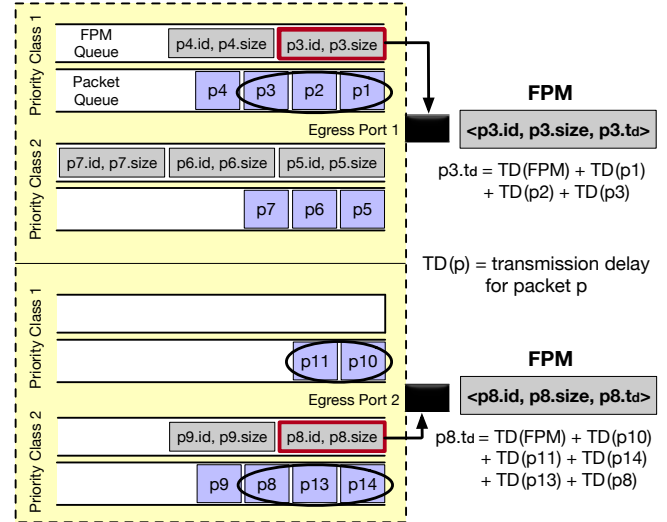 Priority Class 1
FPM
Queue
p4.id, p4.size
p3.id, p3.size
Packet
Queue
p4
p3
p2
p1
Egress Port 1
FPM
<p3.id, p3.size, p3.td>
p3.td = TD(FPM) + TD(p1)
+ TD(p2) + TD(p3)
Priority Class 2
p7.id, p7.size
p6.id, p6.size
p5.id, p5.size
p7
p6
p5
TD(p) = transmission delay
for packet p
Priority Class 1
p11
p10
Egress Port 2
FPM
<p8.id, p8.size, p8.td>
p8.td = TD(FPM) + TD(p10)
+ TD(p11) + TD(p14)
+ TD(p13) + TD(p8)
Priority Class 2
p9.id, p9.size
p8.id, p8.size
p9
p8
p13
p14